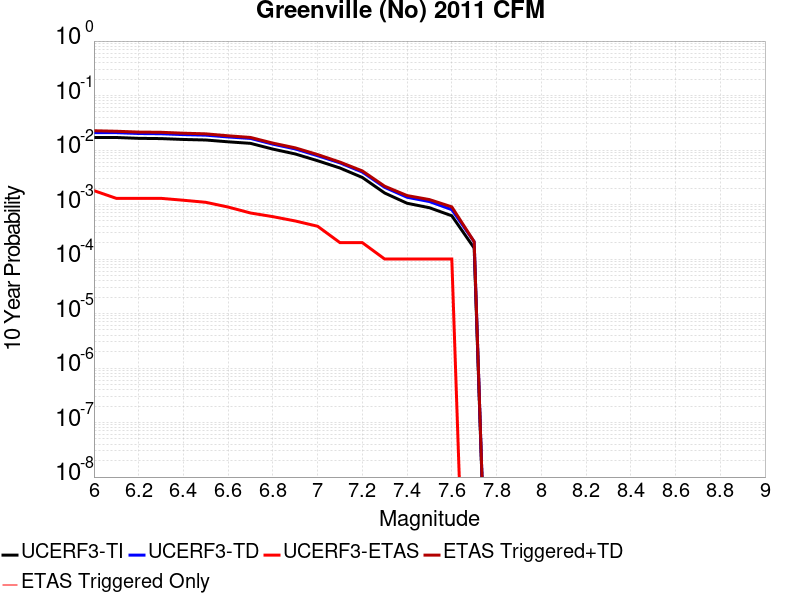 Greenville (No) 2011 CFM
10 0
10 -1
10 -2
10 -3
10 -4
10 -5
10 -6
10 -7
10 -8
10 Year Probability
6 6.2 6.4 6.6 6.8 7 7.2 7.4 7.6 7.8 8 8.2 8.4 8.6 8.8 9
Magnitude
UCERF3-TI UCERF3-TD UCERF3-ETAS ETAS Triggered+TD
ETAS Triggered Only